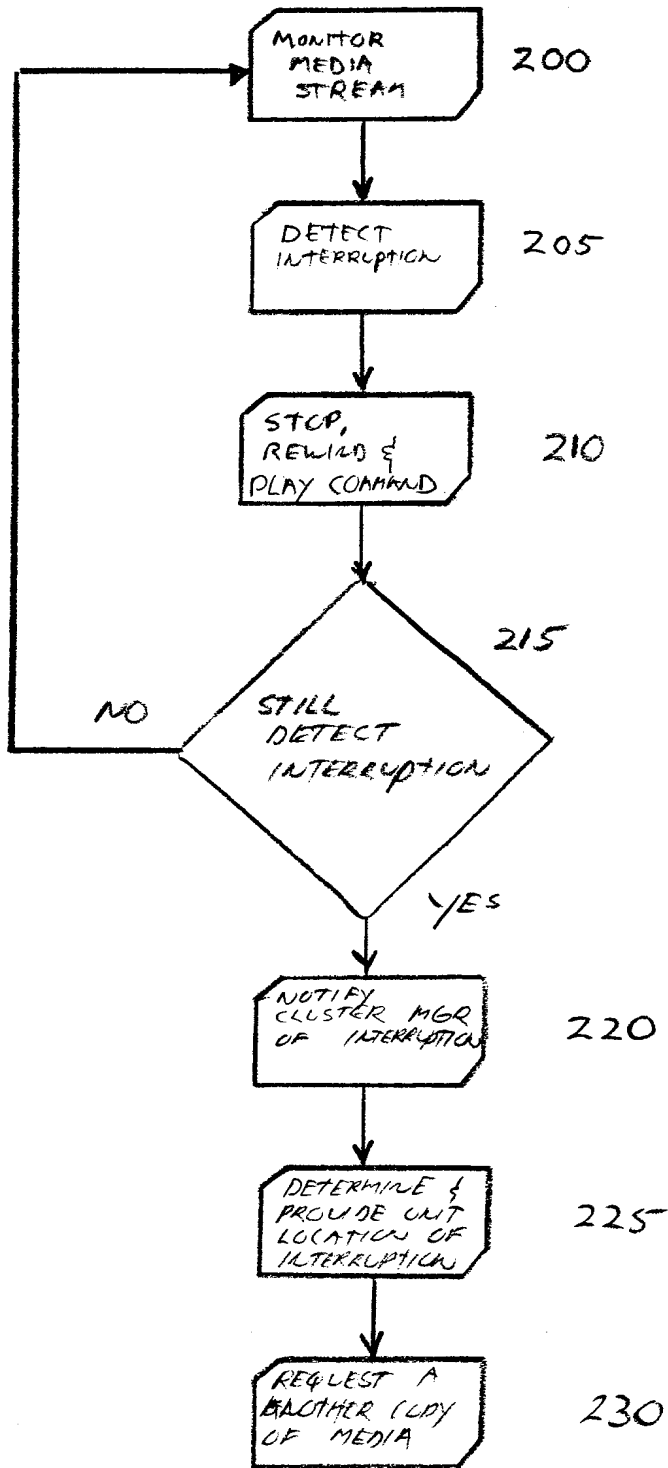 MONITOR
MEDIA
STREAM
200
DETECT
INTERRUPTION
205
STOP,
REWIND &
PLAY COMMAND
210
215
NO
STILL
DETECT
INTERRUPTION
YES
NOTIFY
CLUSTER MGR
OF INTERRUPTION
220
DETERMINE &
PROVIDE UNIT
LOCATION OF
INTERRUPTION
225
REQUEST A
ANOTHER COPY
OF MEDIA
230